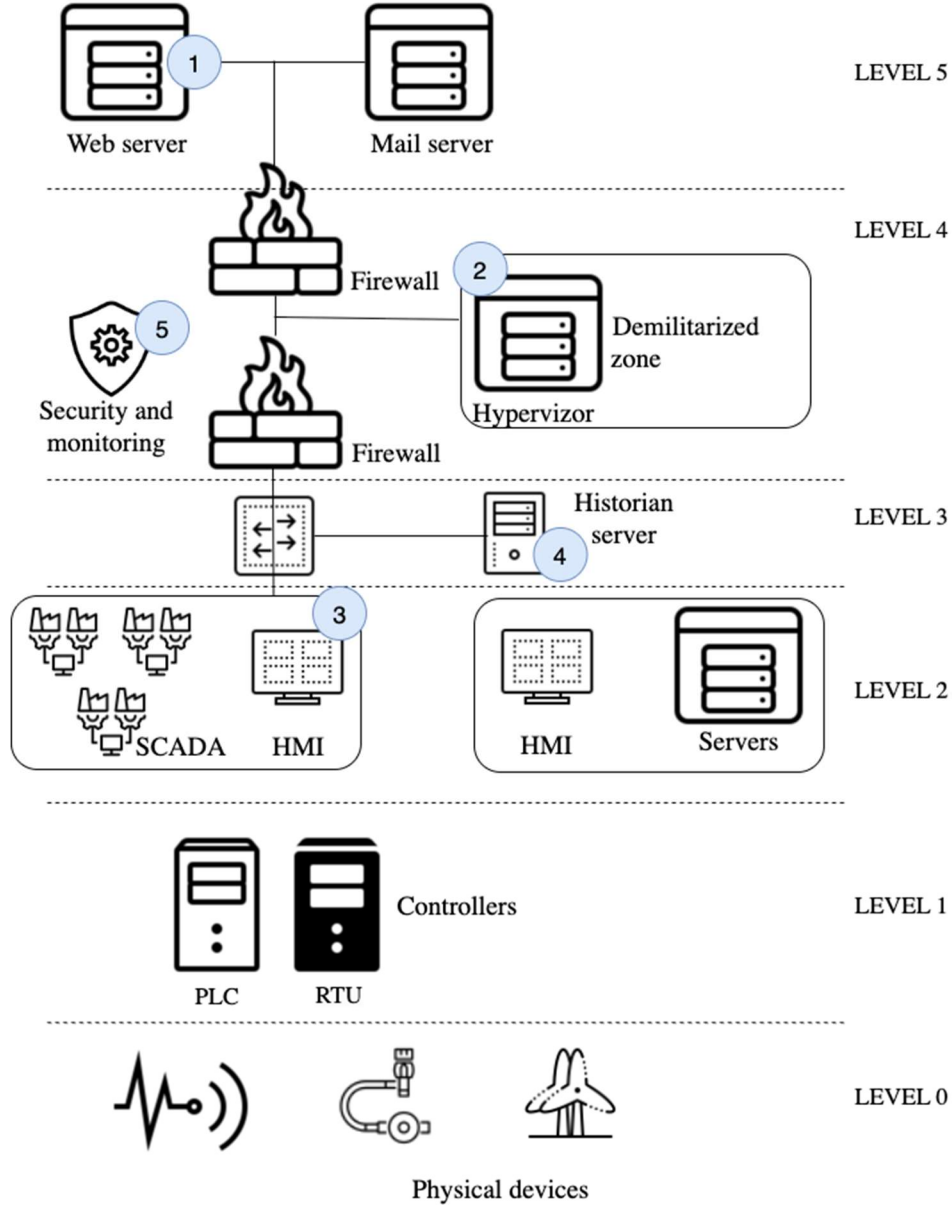 1
LEVEL 5
Web server
Mail server
LEVEL 4
2
Firewall
5
Demilitarized
zone
Security and
monitoring
Hypervizor
Firewall
Historian
server
LEVEL 3
4
3
LEVEL 2
SCADA
HMI
HMI
Servers
Controllers
LEVEL 1
PLC
RTU
LEVEL 0
Physical devices